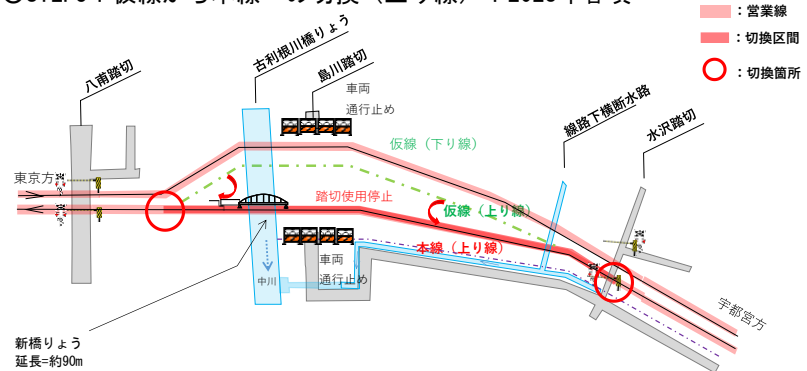 ：営業線
：切換区間
：切換箇所
古利根川橋りょう
八甫踏切
島川踏切
車両
通行止め
線路下横断水路
水沢踏切
仮線（下り線）
東京方
踏切使用停止
仮線（上り線）
本線（上り線）
車両
通行止め
中川
宇都宮方
新橋りょう
延長=約90m